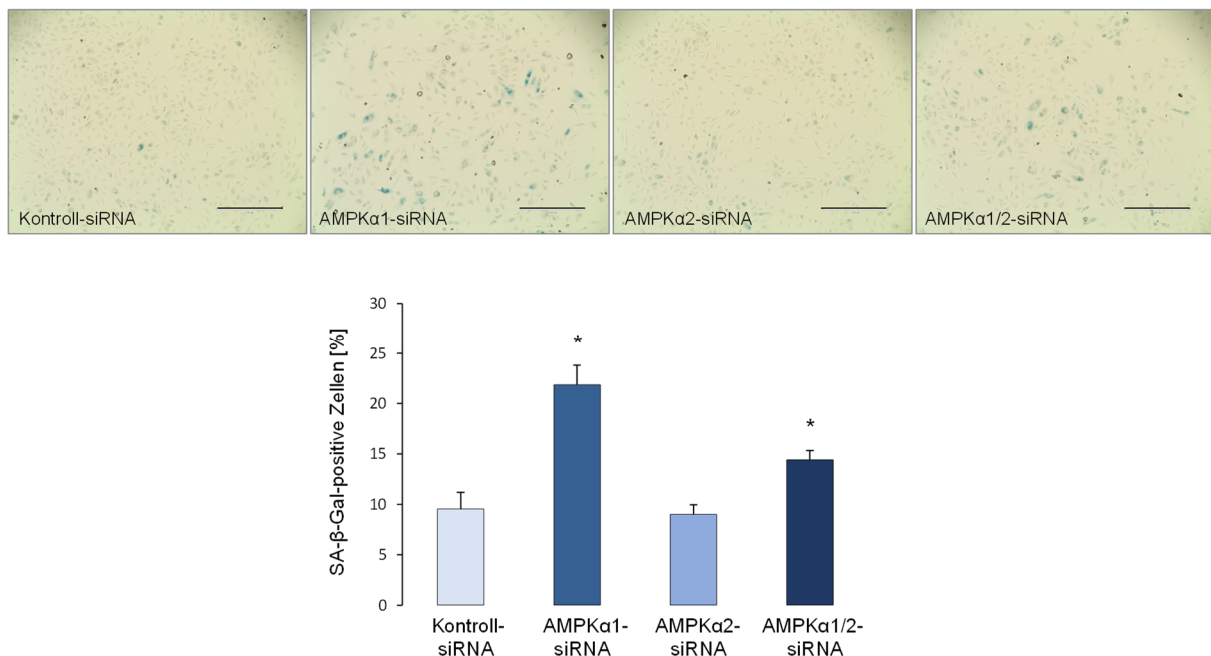 Kontroll-siRNA
AMPKα1-siRNA
AMPKα2-siRNA
AMPKα1/2-siRNA
SA-β-Gal-positive Zellen [%]
30
25
20
15
10
5
0
*
*
Kontroll-
siRNA
AMPKα1-
siRNA
AMPKα2-
siRNA
AMPKα1/2-
siRNA